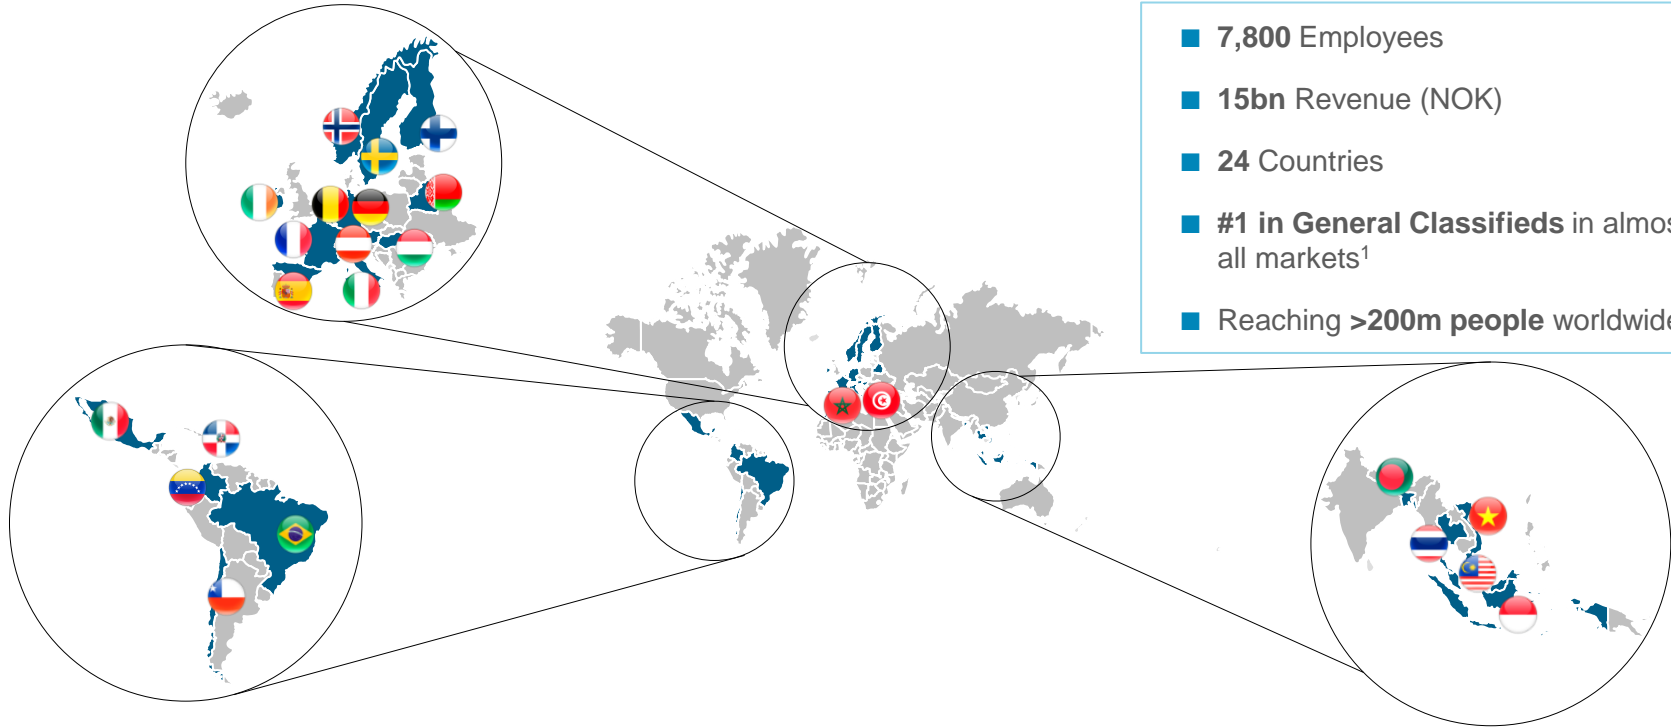 7,800 Employees
15bn Revenue (NOK)
24 Countries
#1 in General Classifieds in almos
all markets¹
Reaching >200m people worldwide